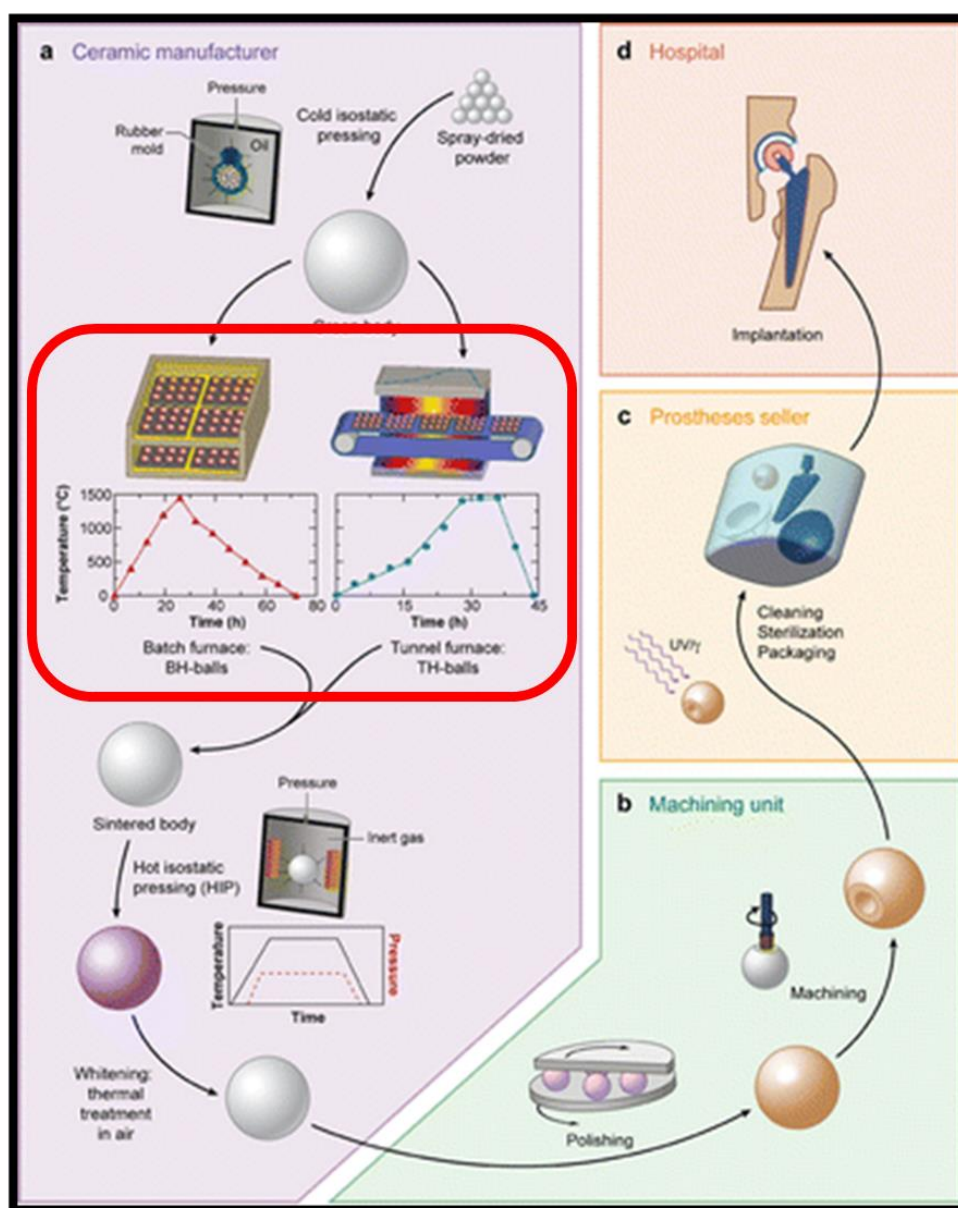 a Ceramic manufacturer
Pressure
Rubber
mold
Oil
Cold isostatic
pressing
Spray-dried
powder
Green body
Temperature (°C)
1500
1000
500
0
0 20 40 60 80
Time (h)
0 15 30 45
Time (h)
Batch furnace:
BH-balls
Tunnel furnace:
TH-balls
Sintered body
Pressure
Inert gas
Hot isostatic
pressing (HIP)
Temperature
Pressure
Time
Whitening:
thermal
treatment
in air
b Machining unit
Machining
Polishing
c Prostheses seller
Cleaning
Sterilization
Packaging
UV/γ
d Hospital
Implantation